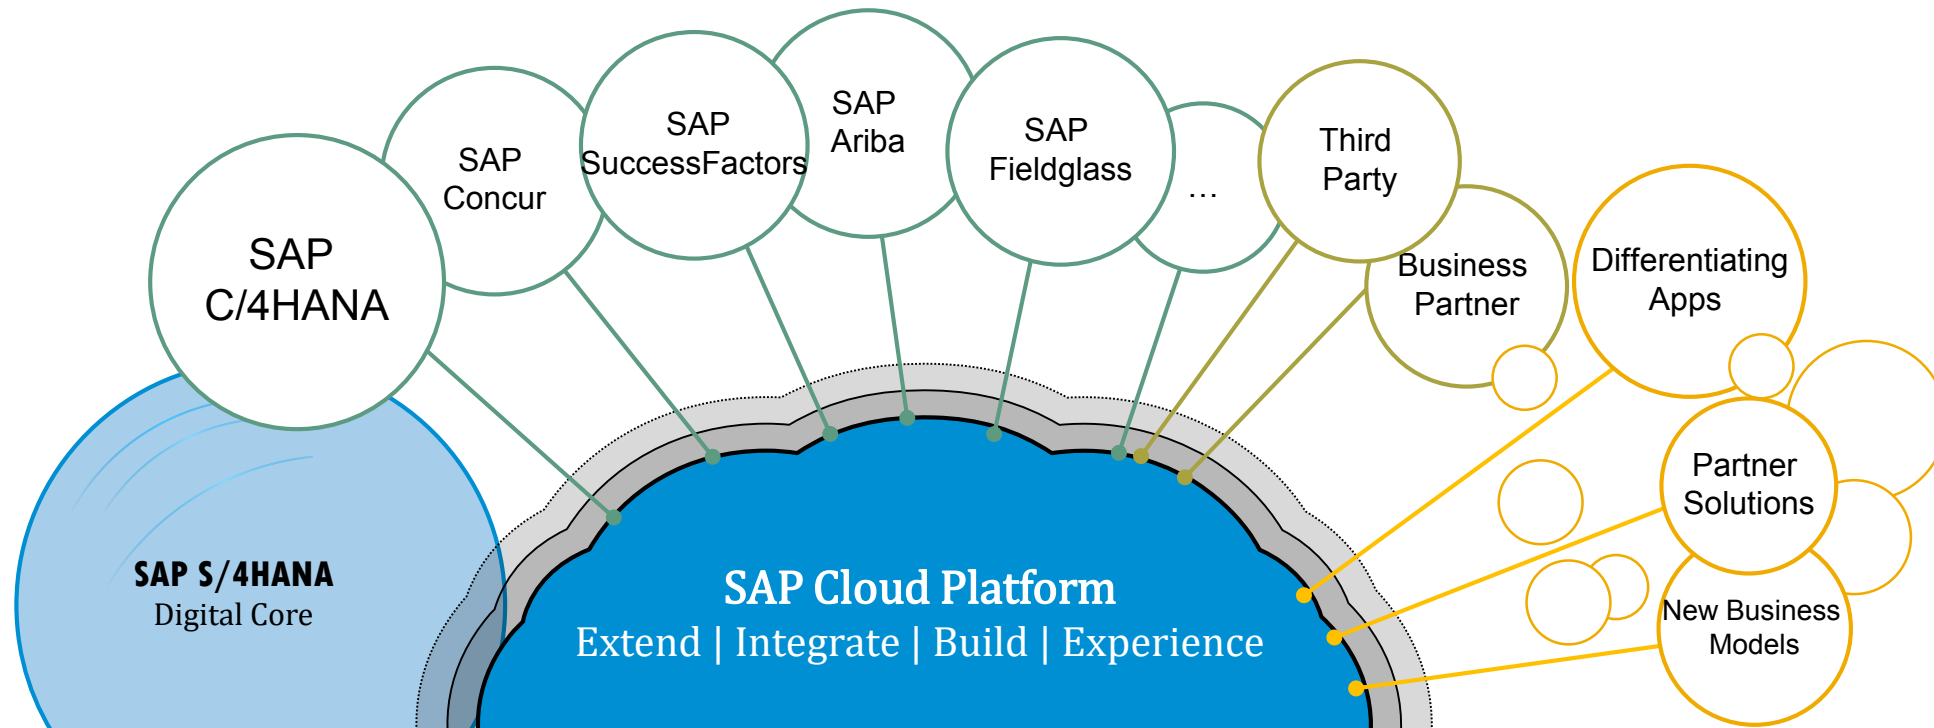 SAP
C/4HANA
SAP
Concur
SAP
SuccessFactors
SAP
Ariba
SAP
Fieldglass
...
Third
Party
Business
Partner
Differentiating
Apps
Partner
Solutions
New Business
Models
SAP S/4HANA
Digital Core
SAP Cloud Platform
Extend | Integrate | Build | Experience